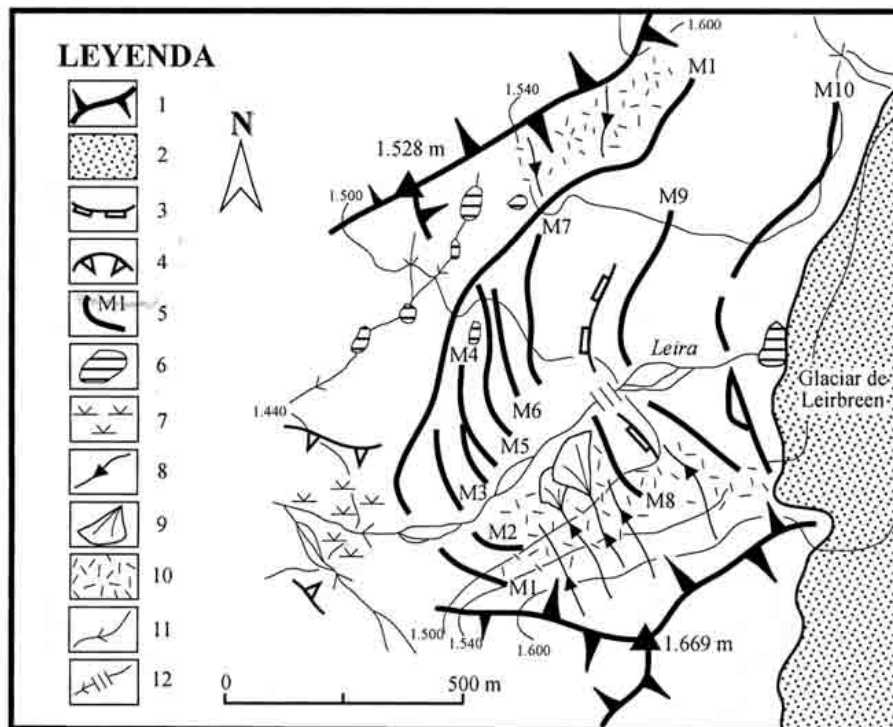 LEYENDA
1
2
3
4
M1 5
6
7
8
9
10
11
12
N
1.600
M1
M10
1.540
1.528 m
1.500
M7
M9
M4
Leira
Glaciar de
Leirbreen
M6
1.440
M5
M3
M8
M2
M1
1.500
1.540
1.600
1.669 m
0
500 m